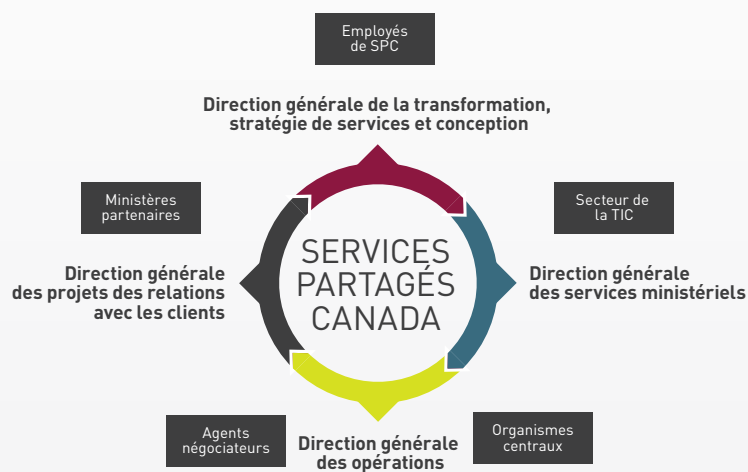 Employés
de SPC
Direction générale de la transformation,
stratégie de services et conception
Ministères
partenaires
Secteur de
la TIC
Direction générale
des projets des relations
avec les clients
SERVICES
PARTAGÉS
CANADA
Direction générale
des services ministériels
Agents
négociateurs
Direction générale
des opérations
Organismes
centraux